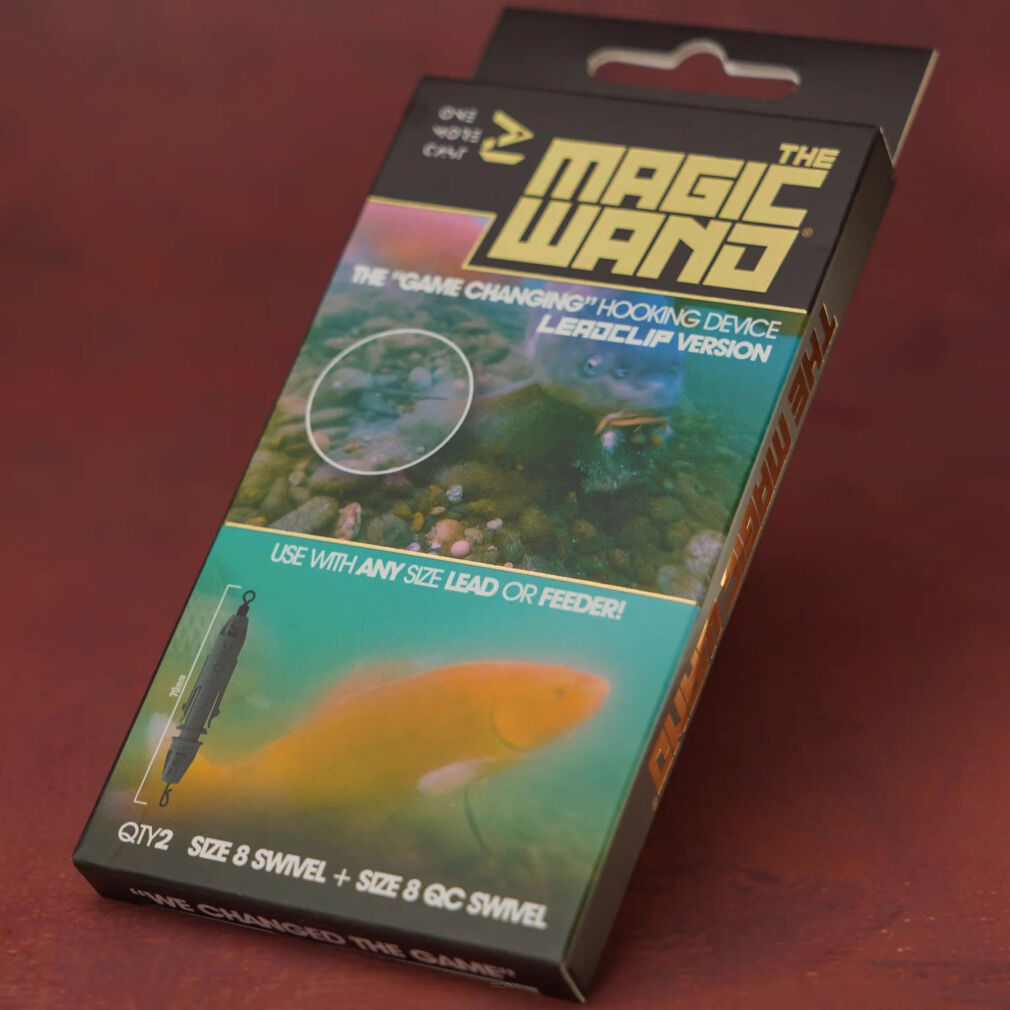 ONE
MORE
CAST
THE
MAGIC
WAND®
THE "GAME CHANGING" HOOKING DEVICE
LEADCLIP VERSION
USE WITH ANY SIZE LEAD OR FEEDER!
70mm
QTY2 SIZE 8 SWIVEL + SIZE 8 QC SWIVEL
"WE CHANGED THE GAME"
THE MAGIC WAND